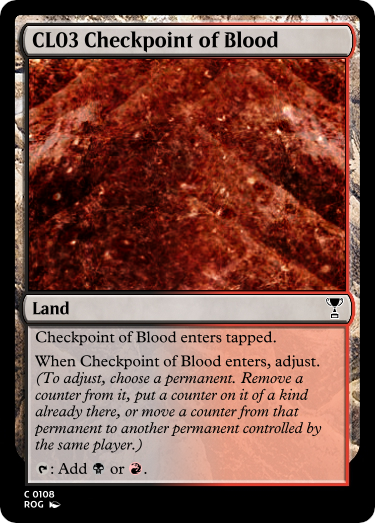 CL03 Checkpoint of Blood
Land
Checkpoint of Blood enters tapped.
When Checkpoint of Blood enters, adjust.
(To adjust, choose a permanent. Remove a
counter from it, put a counter on it of a kind
already there, or move a counter from that
permanent to another permanent controlled by
the same player.)
: Add or .
C 0108
ROG